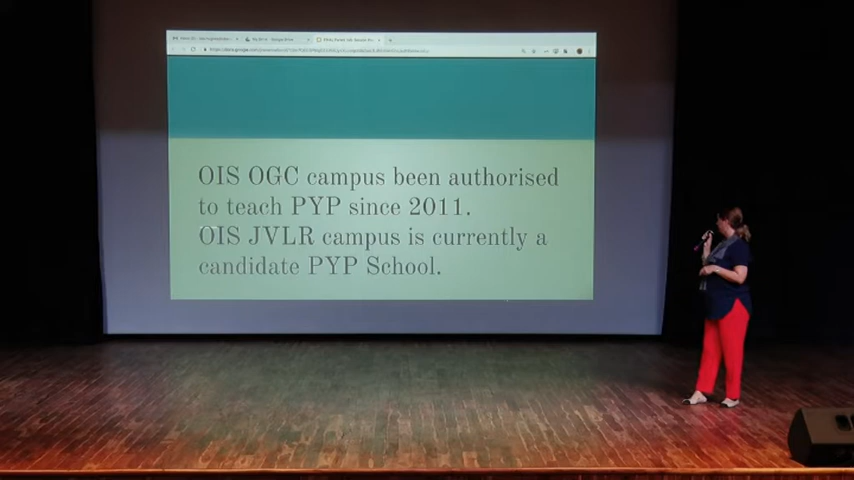 OIS OGC campus been authorised
to teach PYP since 2011.
OIS JVLR campus is currently a
candidate PYP School.